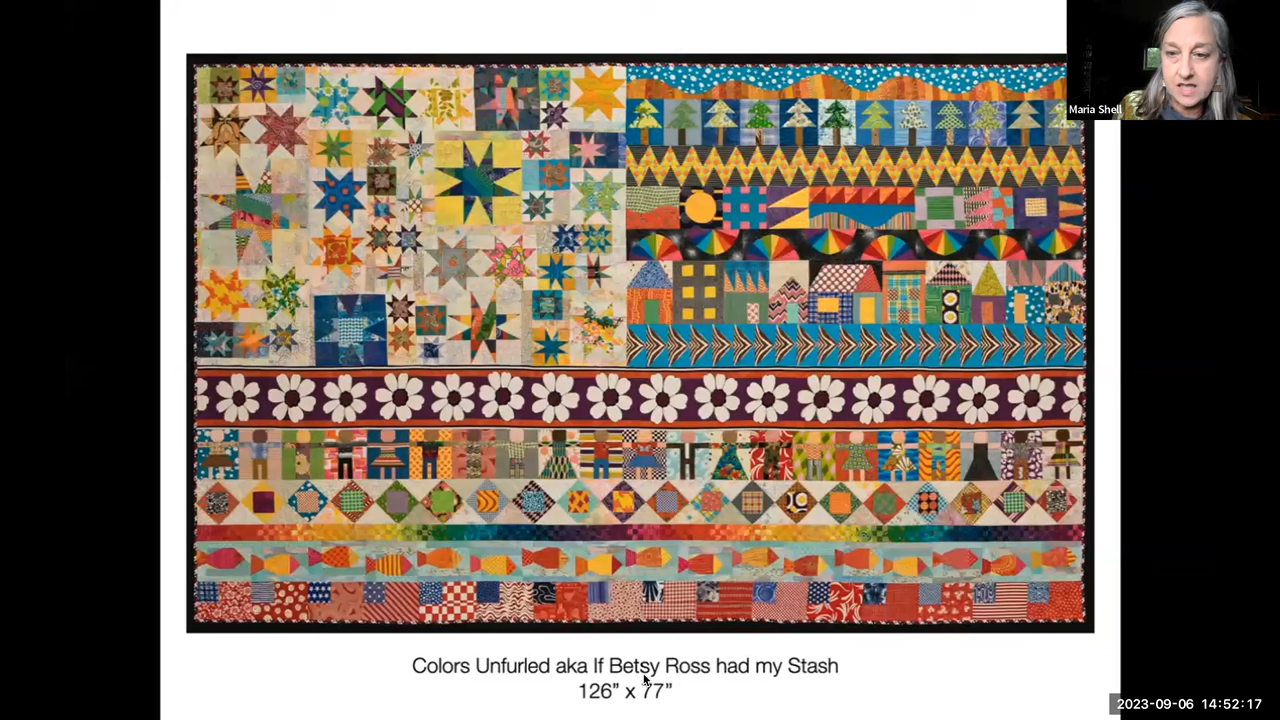 Maria Shell
Colors Unfurled aka If Betsy Ross had my Stash
126” x 77”
2023-09-06 14:52:17